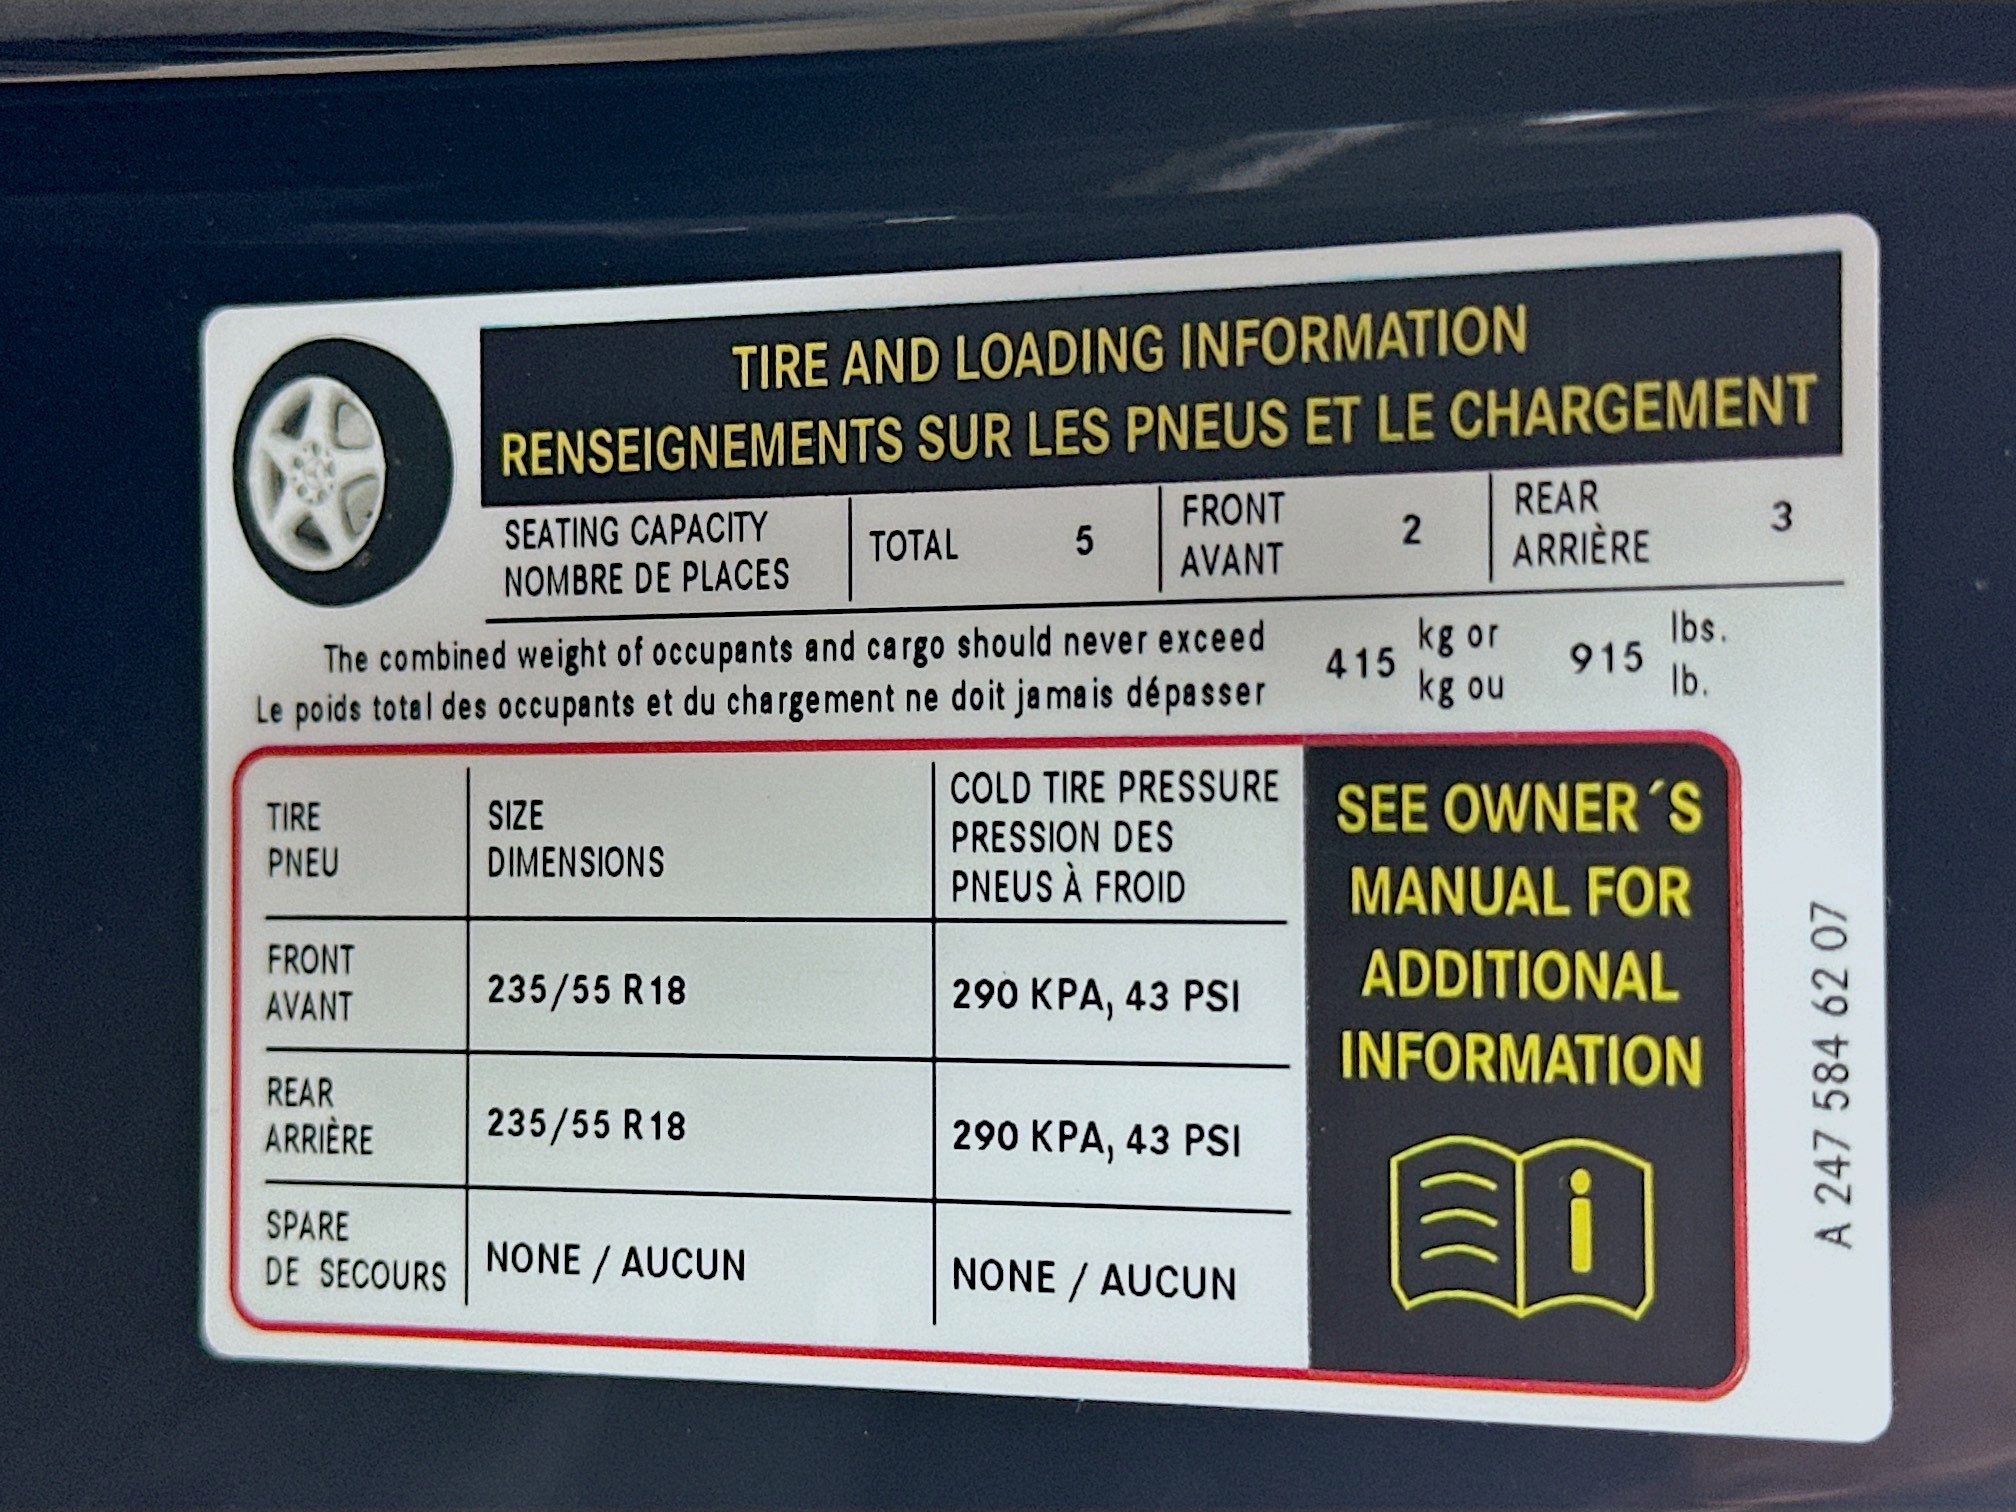 TIRE AND LOADING INFORMATION
RENSEIGNEMENTS SUR LES PNEUS ET LE CHARGEMENT
SEATING CAPACITY
NOMBRE DE PLACES
TOTAL 5
FRONT
AVANT
2
REAR
ARRIÈRE
3
The combined weight of occupants and cargo should never exceed
Le poids total des occupants et du chargement ne doit jamais dépasser
415
kg or
kg ou
915
lbs.
lb.
TIRE
PNEU
SIZE
DIMENSIONS
COLD TIRE PRESSURE
PRESSION DES
PNEUS À FROID
FRONT
AVANT
235/55 R18
290 KPA, 43 PSI
REAR
ARRIÈRE
235/55 R18
290 KPA, 43 PSI
SPARE
DE SECOURS
NONE / AUCUN
NONE / AUCUN
SEE OWNER´S
MANUAL FOR
ADDITIONAL
INFORMATION
i
A 247 584 62 07